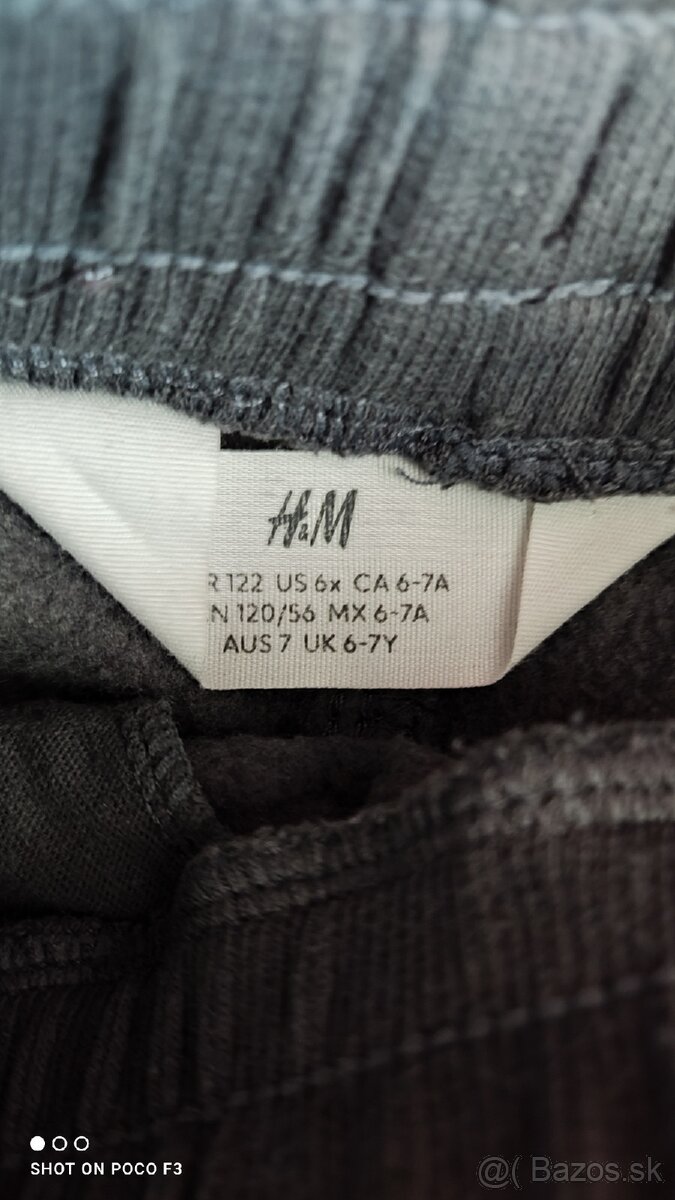 H&M
R 122 US 6x CA 6-7A
N 120/56 MX 6-7A
AUS 7 UK 6-7Y
SHOT ON POCO F3
@( Bazos.sk